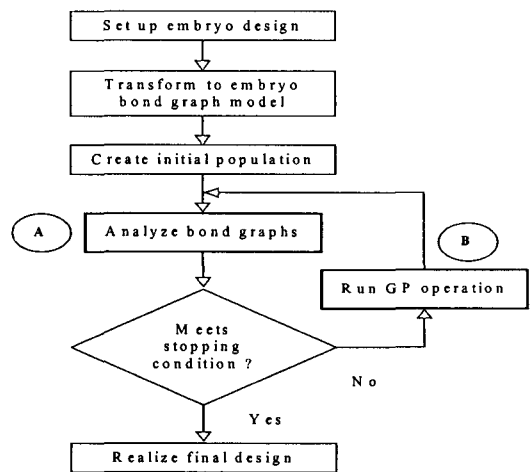 Set up embryo design
Transform to embryo
bond graph model
Create initial population
A
Analyze bond graphs
B
Run GP operation
Meets
stopping
condition ?
No
Yes
Realize final design